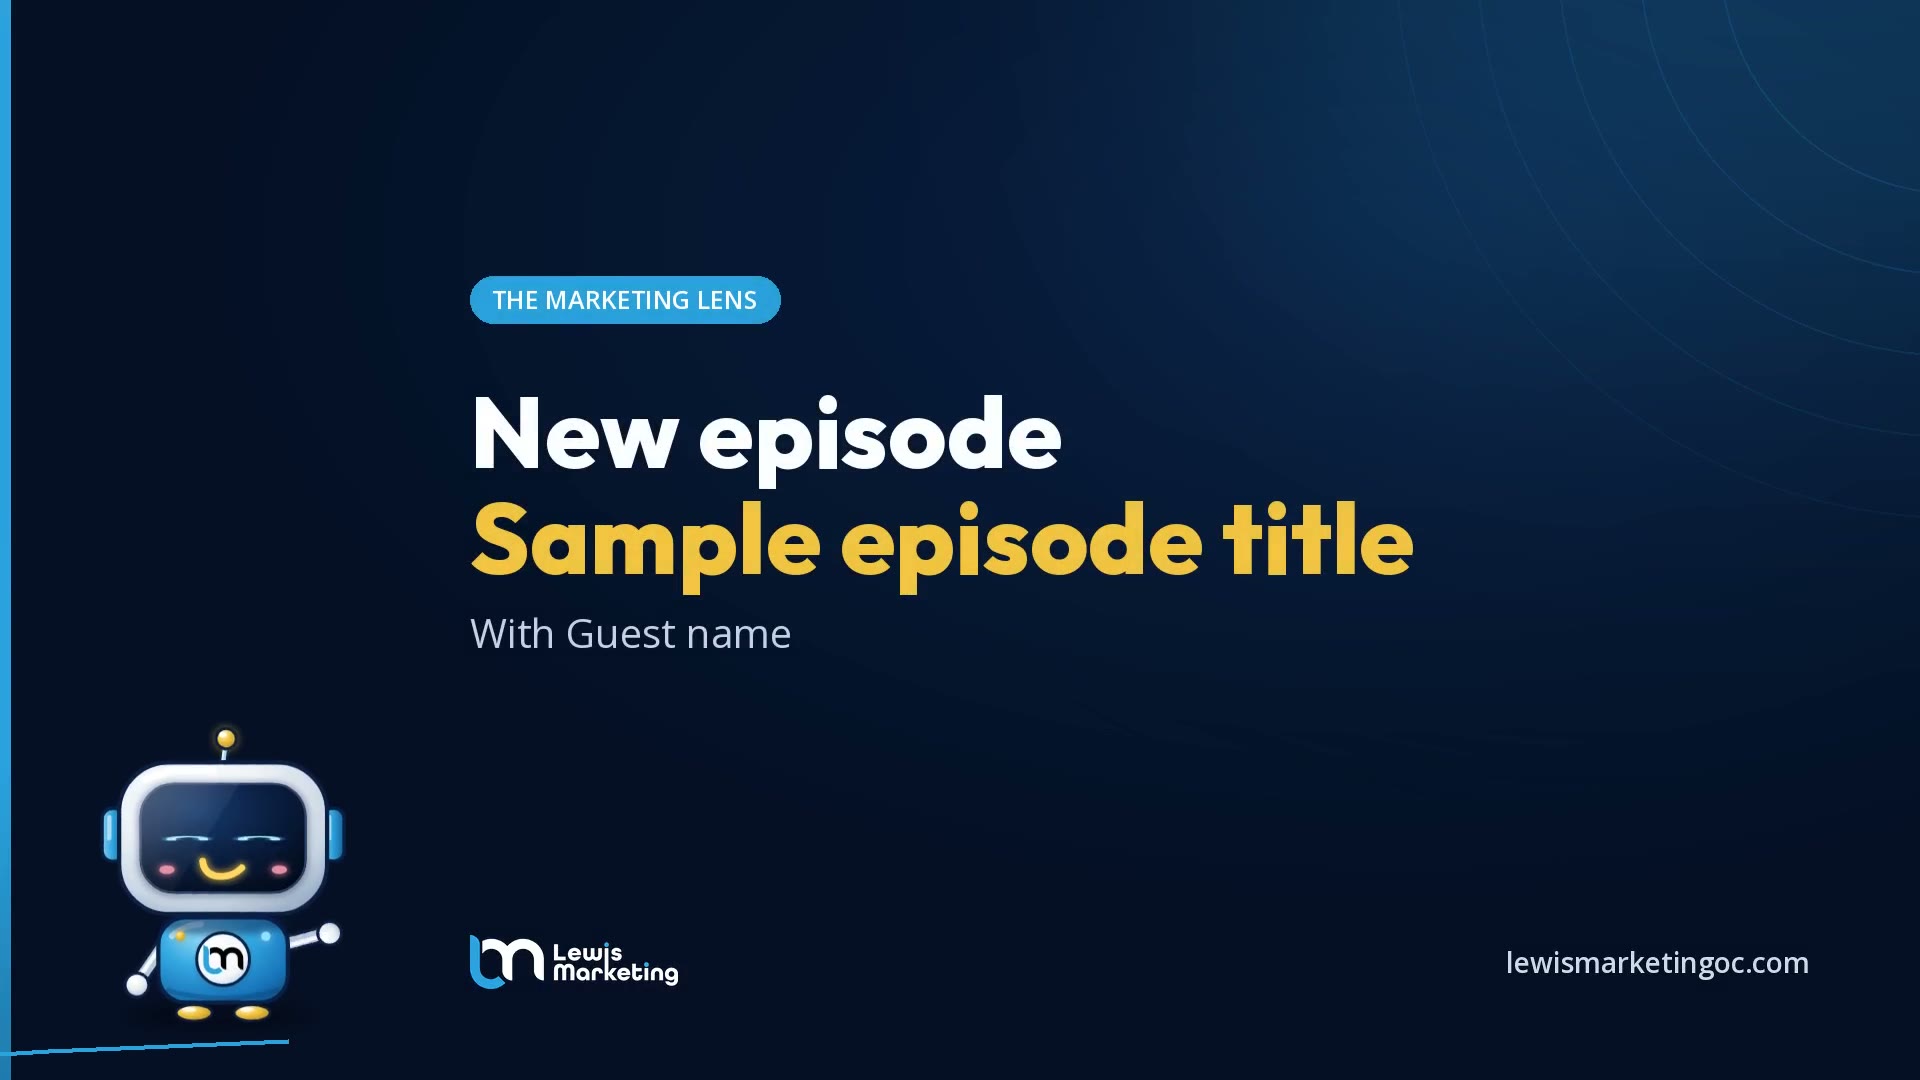 THE MARKETING LENS
New episode
Sample episode title
With Guest name
Lewis
Marketing
lewismarketingoc.com